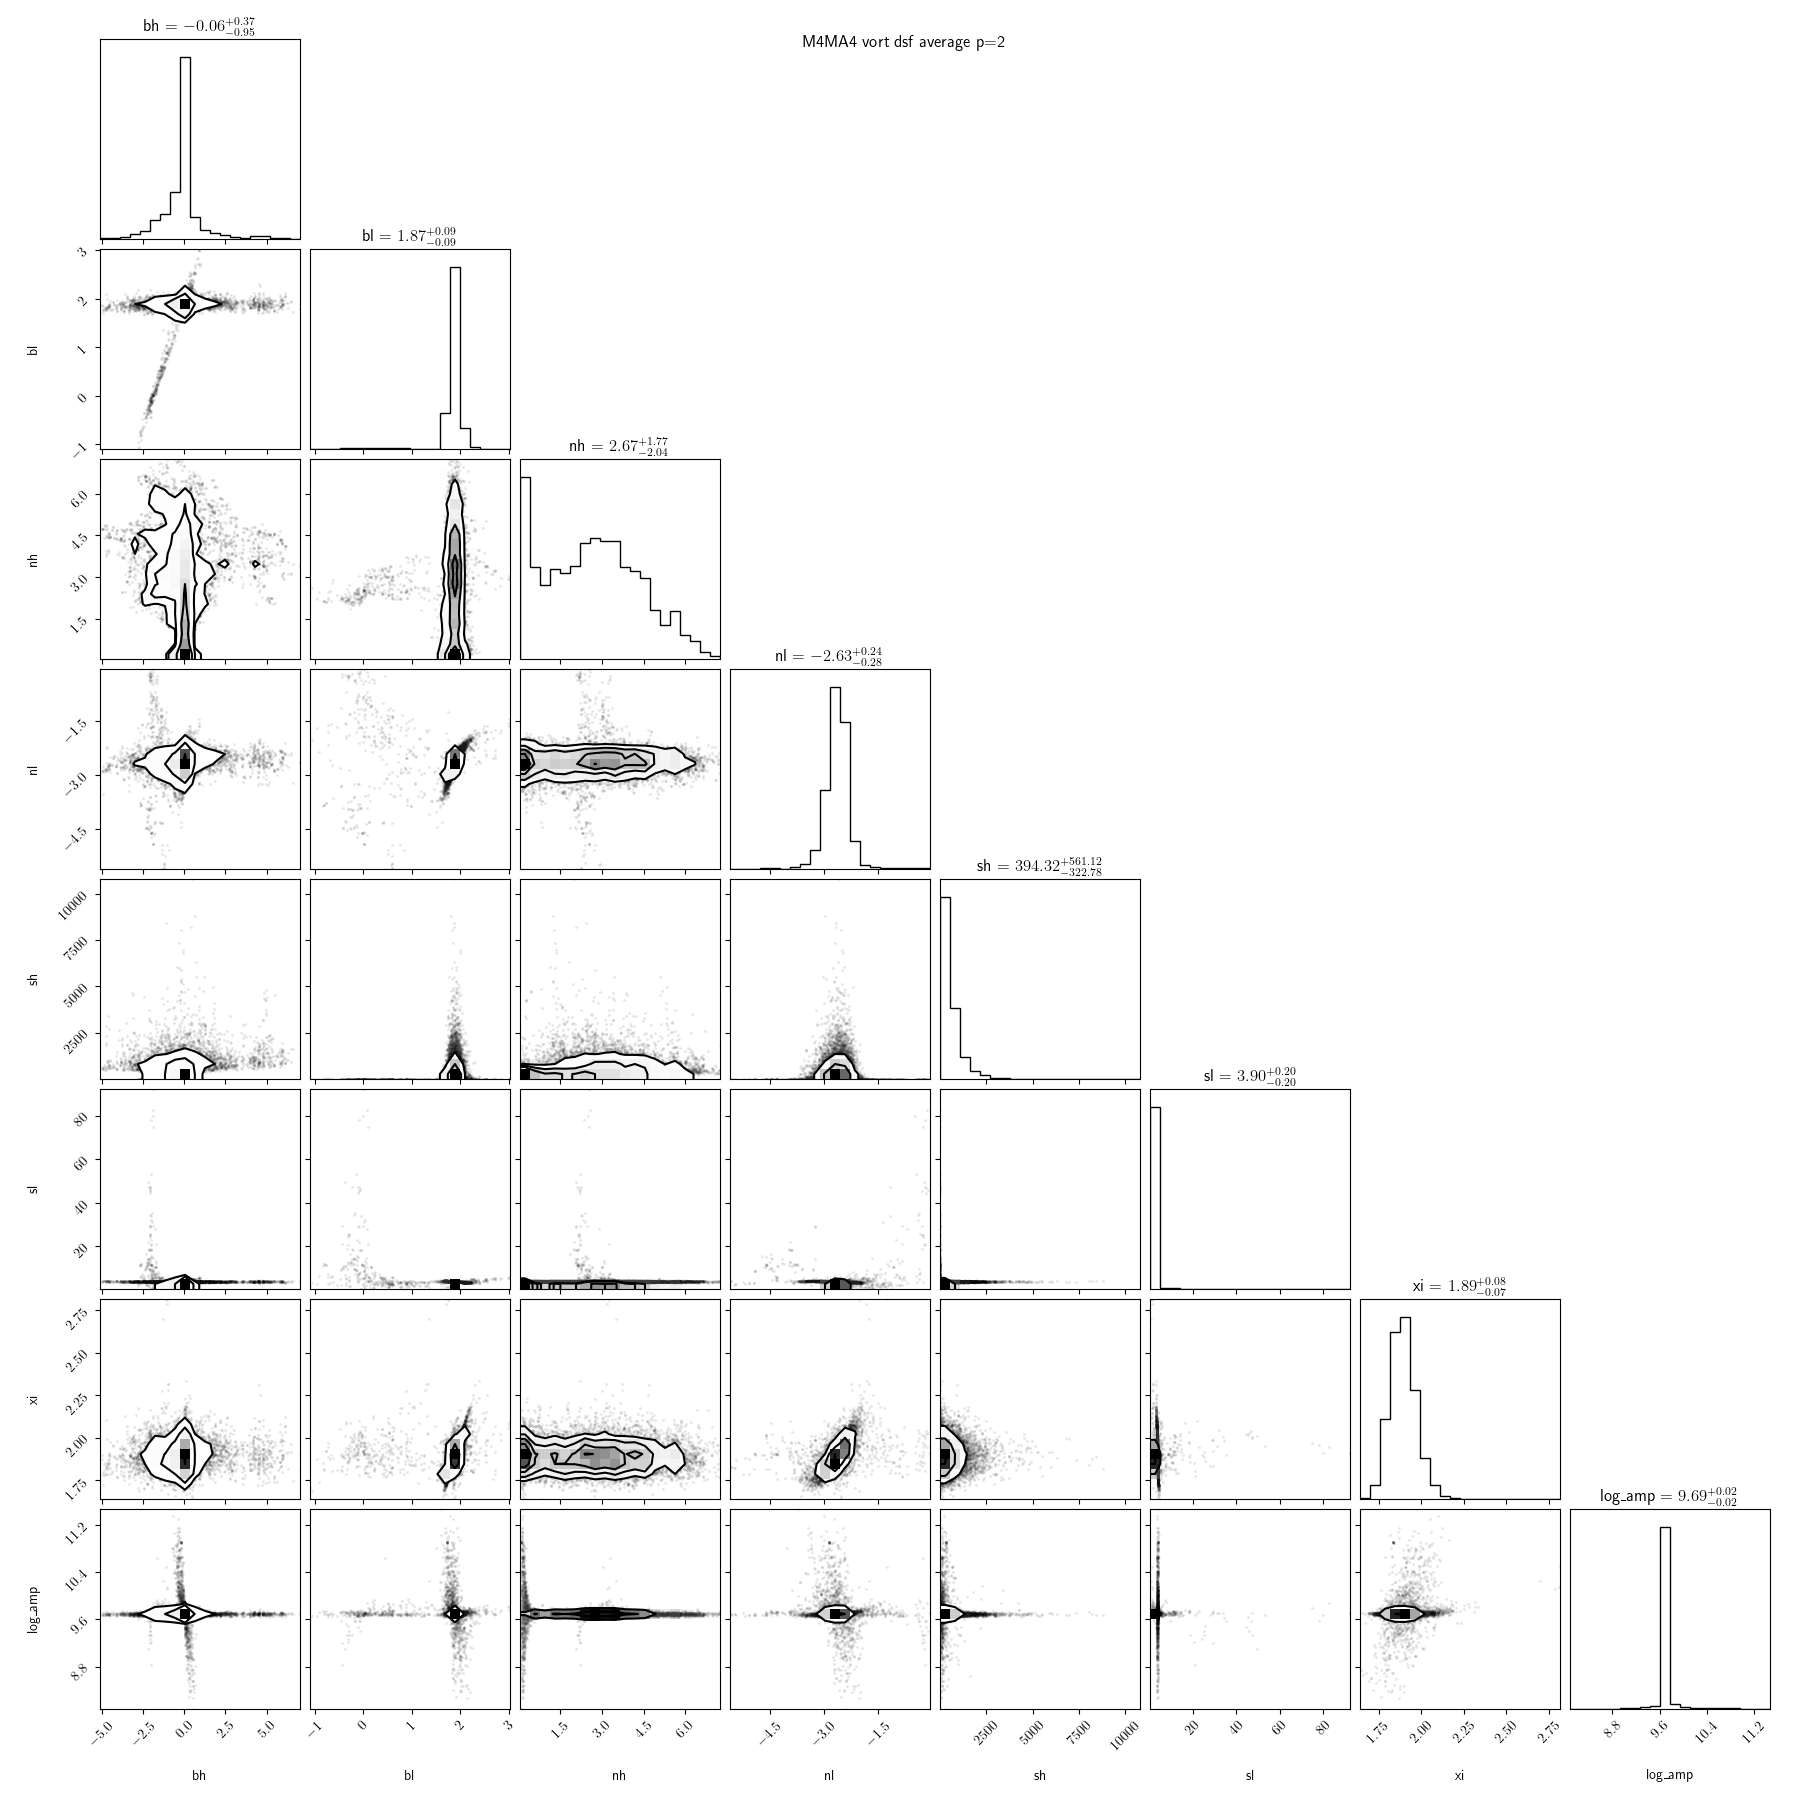 bh = −0.06+0.37−0.95
M4MA4 vort dsf average p=2
bl = 1.87+0.09−0.09
3
2
1
0
−1
bl
nh = 2.67+1.77−2.04
6.0
4.5
3.0
1.5
nh
nl = −2.63+0.24−0.28
−1.5
−3.0
−4.5
nl
sh = 394.32+561.12−322.78
10000
7500
5000
2500
sh
sl = 3.90+0.20−0.20
80
60
40
20
sl
xi = 1.89+0.08−0.07
2.75
2.50
2.25
2.00
1.75
xi
log_amp = 9.69+0.02−0.02
11.2
10.4
9.6
8.8
log_amp
−5.0 −2.5 0.0 2.5 5.0 −1 0 1 2 3 1.5 3.0 4.5 6.0 −4.5 −3.0 −1.5 2500 5000 7500 10000 20 40 60 80 1.75 2.00 2.25 2.50 2.75 8.8 9.6 10.4 11.2
bh bl nh nl sh sl xi log_amp